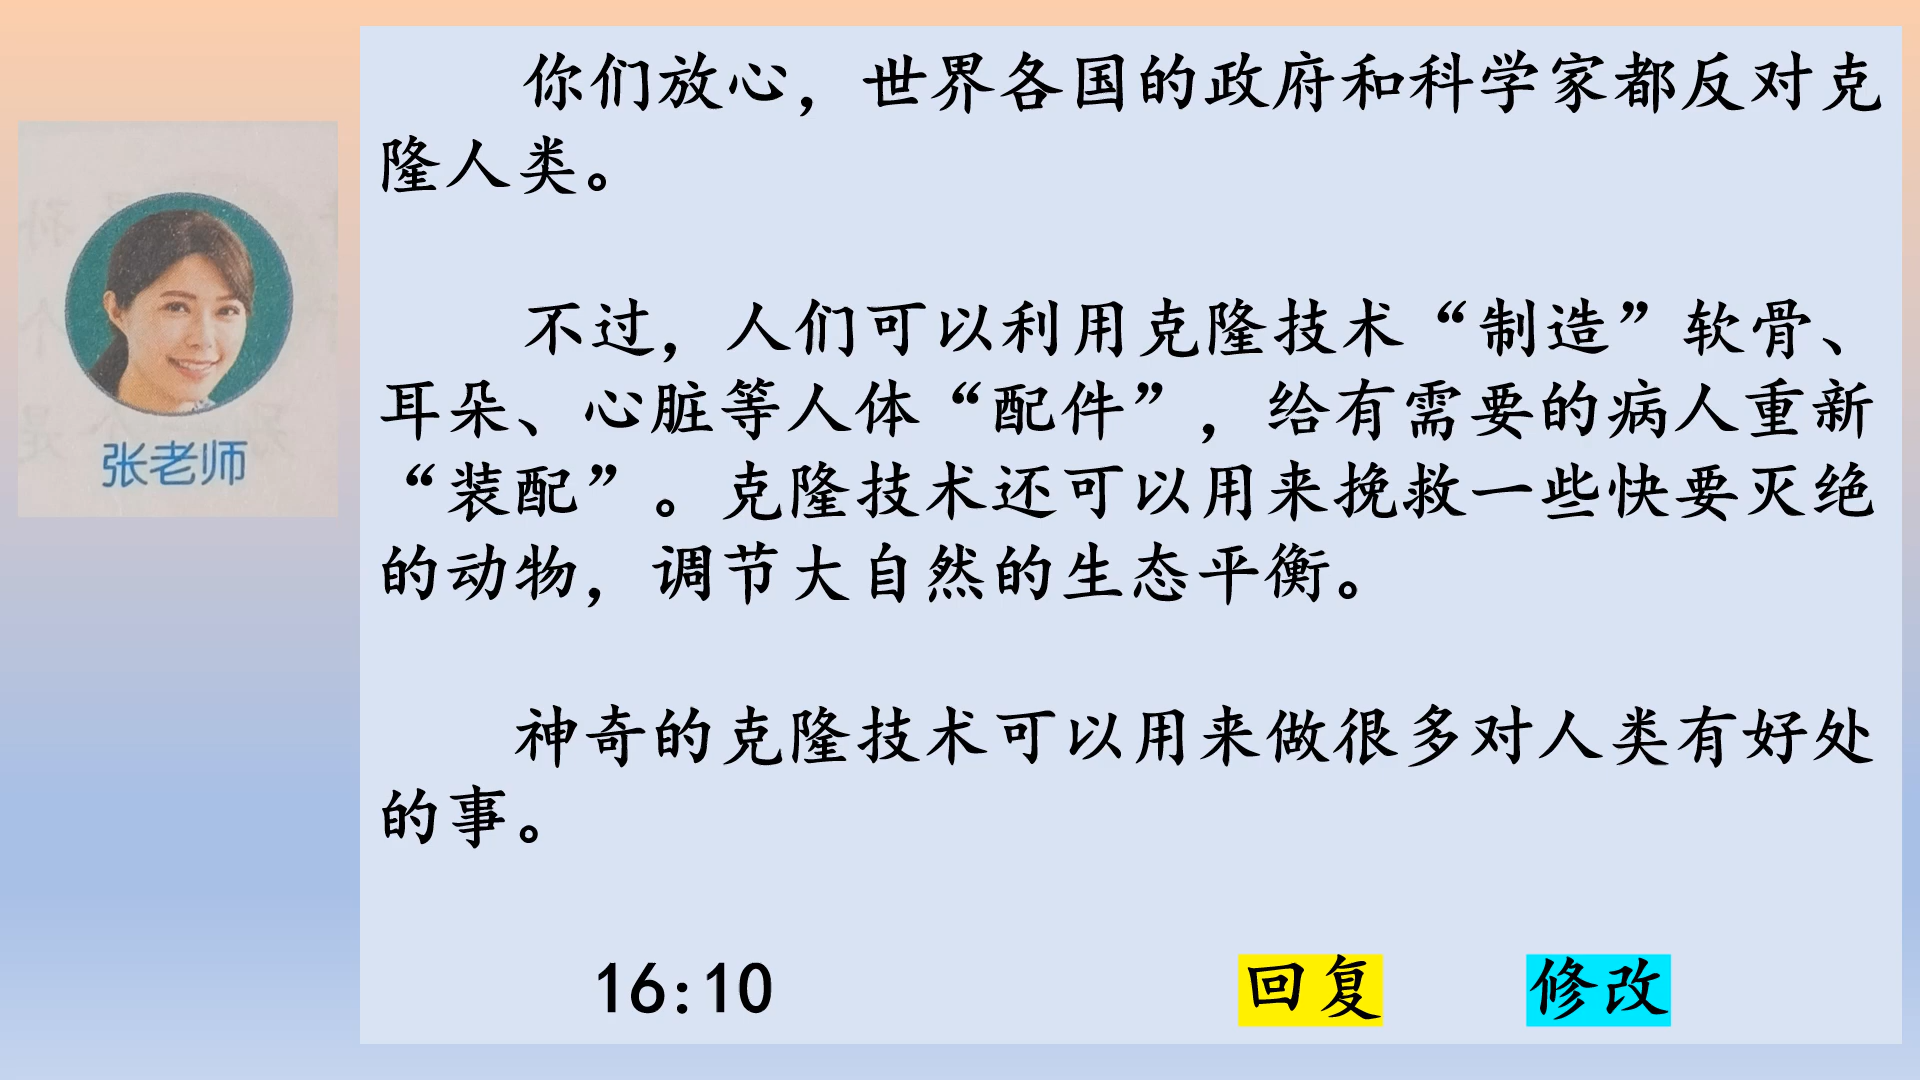 你们放心，世界各国的政府和科学家都反对克
隆人类。
不过，人们可以利用克隆技术“制造”软骨、
耳朵、心脏等人体“配件”，给有需要的病人重新
“装配”。克隆技术还可以用来挽救一些快要灭绝
的动物，调节大自然的生态平衡。
神奇的克隆技术可以用来做很多对人类有好处
的事。
张老师
16:10 回复 修改